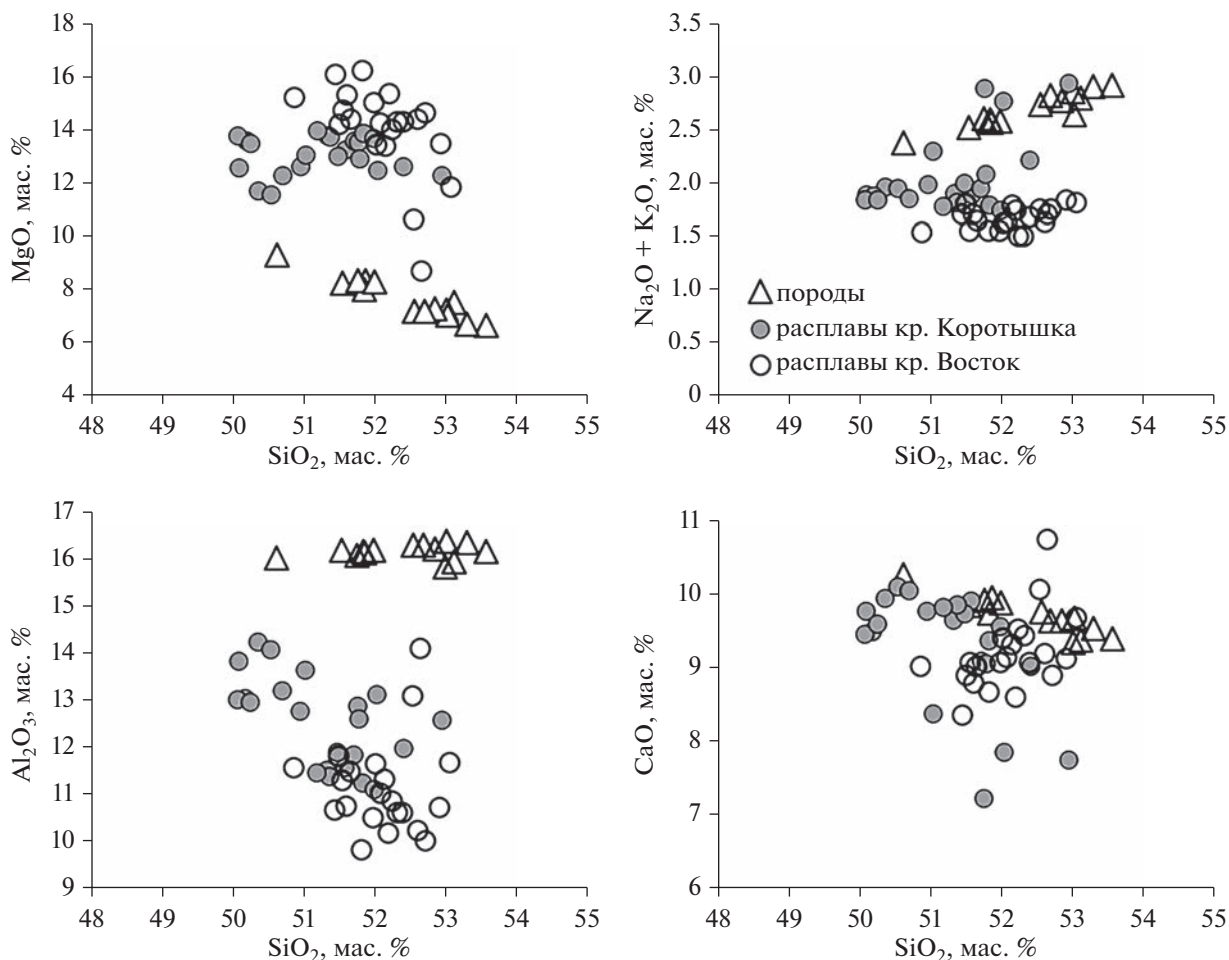 18
16
14
12
10
8
6
4
MgO, мас. %
48 49 50 51 52 53 54 55
SiO₂, мас. %
3.5
3.0
2.5
2.0
1.5
1.0
0.5
0
Na₂O + K₂O, мас. %
породы
расплавы кр. Коротышка
расплавы кр. Восток
48 49 50 51 52 53 54 55
SiO₂, мас. %
17
16
15
14
13
12
11
10
9
Al₂O₃, мас. %
48 49 50 51 52 53 54 55
SiO₂, мас. %
11
10
9
8
7
6
CaO, мас. %
48 49 50 51 52 53 54 55
SiO₂, мас. %